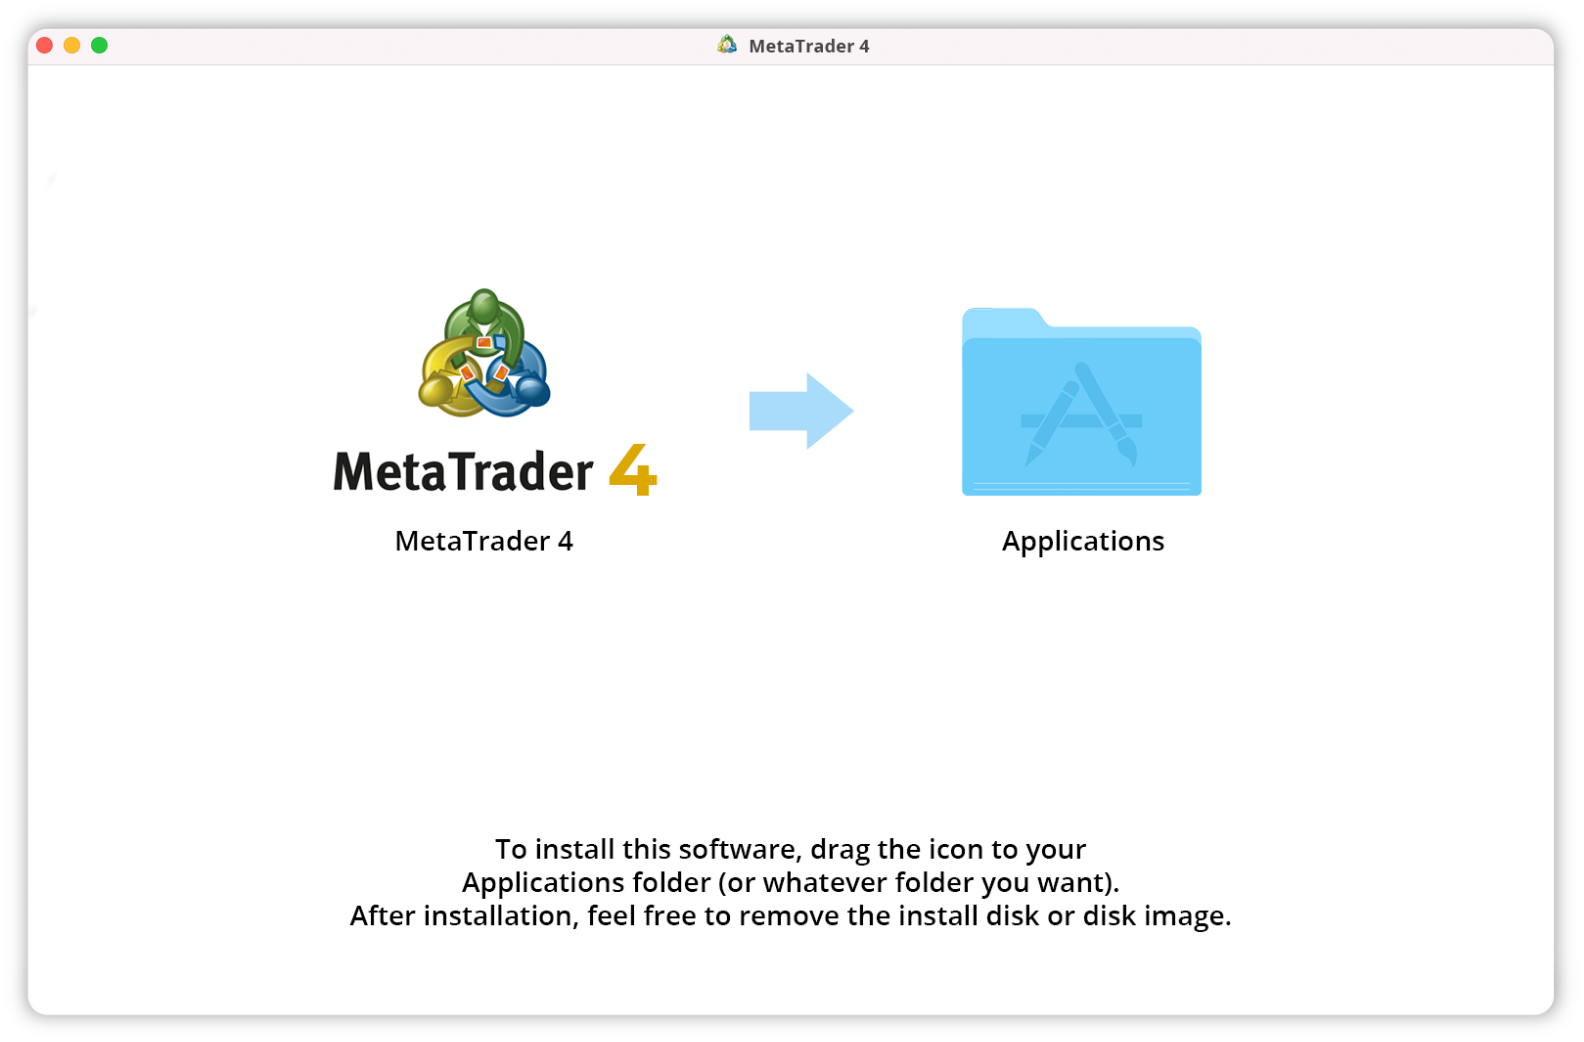 MetaTrader 4
MetaTrader 4
MetaTrader 4
Applications
To install this software, drag the icon to your
Applications folder (or whatever folder you want).
After installation, feel free to remove the install disk or disk image.